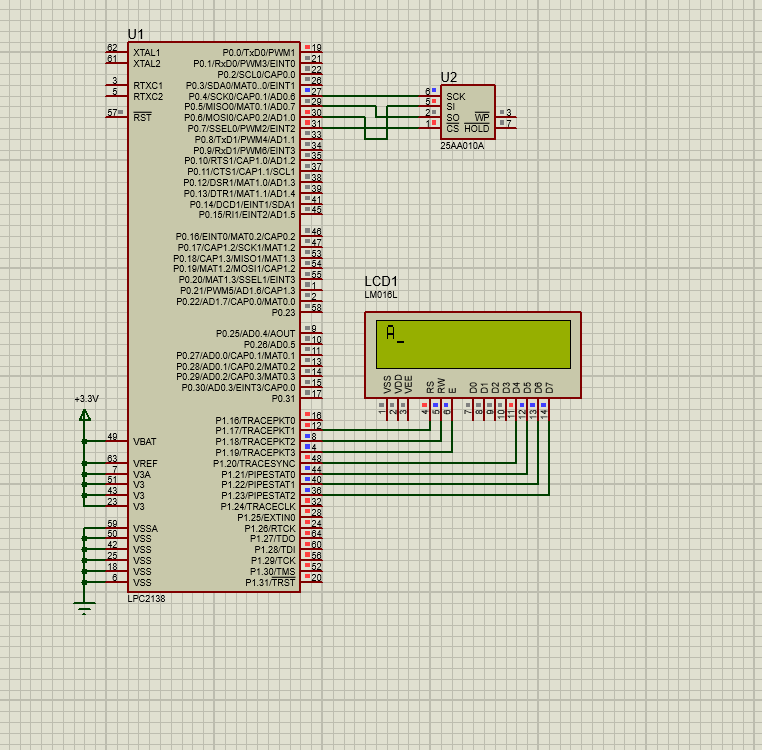 U1
62 XTAL1
61 XTAL2
3 RTXC1
5 RTXC2
57 RST
P0.0/TxD0/PWM1 19
P0.1/RxD0/PWM3/EINT0 21
P0.2/SCL0/CAP0.0 22
P0.3/SDA0/MAT0..0/EINT1 26
P0.4/SCK0/CAP0.1/AD0.6 27
P0.5/MISO0/MAT0.1/AD0.7 29
P0.6/MOSI0/CAP0.2/AD1.0 30
P0.7/SSEL0/PWM2/EINT2 31
P0.8/TxD1/PWM4/AD1.1 33
P0.9/RxD1/PWM6/EINT3 34
P0.10/RTS1/CAP1.0/AD1.2 35
P0.11/CTS1/CAP1.1/SCL1 37
P0.12/DSR1/MAT1.0/AD1.3 38
P0.13/DTR1/MAT1.1/AD1.4 39
P0.14/DCD1/EINT1/SDA1 41
P0.15/RI1/EINT2/AD1.5 45
P0.16/EINT0/MAT0.2/CAP0.2 46
P0.17/CAP1.2/SCK1/MAT1.2 47
P0.18/CAP1.3/MISO1/MAT1.3 53
P0.19/MAT1.2/MOSI1/CAP1.2 54
P0.20/MAT1.3/SSEL1/EINT3 55
P0.21/PWM5/AD1.6/CAP1.3 1
P0.22/AD1.7/CAP0.0/MAT0.0 2
P0.23 58
P0.25/AD0.4/AOUT 9
P0.26/AD0.5 10
P0.27/AD0.0/CAP0.1/MAT0.1 11
P0.28/AD0.1/CAP0.2/MAT0.2 13
P0.29/AD0.2/CAP0.3/MAT0.3 14
P0.30/AD0.3/EINT3/CAP0.0 15
P0.31 17
P1.16/TRACEPKT0 16
P1.17/TRACEPKT1 12
P1.18/TRACEPKT2 8
P1.19/TRACEPKT3 4
P1.20/TRACESYNC 48
P1.21/PIPESTAT0 44
P1.22/PIPESTAT1 40
P1.23/PIPESTAT2 36
P1.24/TRACECLK 32
P1.25/EXTIN0 28
P1.26/RTCK 24
P1.27/TDO 64
P1.28/TDI 60
P1.29/TCK 56
P1.30/TMS 52
P1.31/TRST 20
+3.3V
49 VBAT
63 VREF
7 V3A
51 V3
43 V3
23 V3
59 VSSA
50 VSS
42 VSS
25 VSS
18 VSS
6 VSS
LPC2138
U2
6 SCK
5 SI
2 SO WP 3
1 CS HOLD 7
25AA010A
LCD1
LM016L
A_
VSS VDD VEE RS RW E D0 D1 D2 D3 D4 D5 D6 D7
1 2 3 4 5 6 7 8 9 10 11 12 13 14